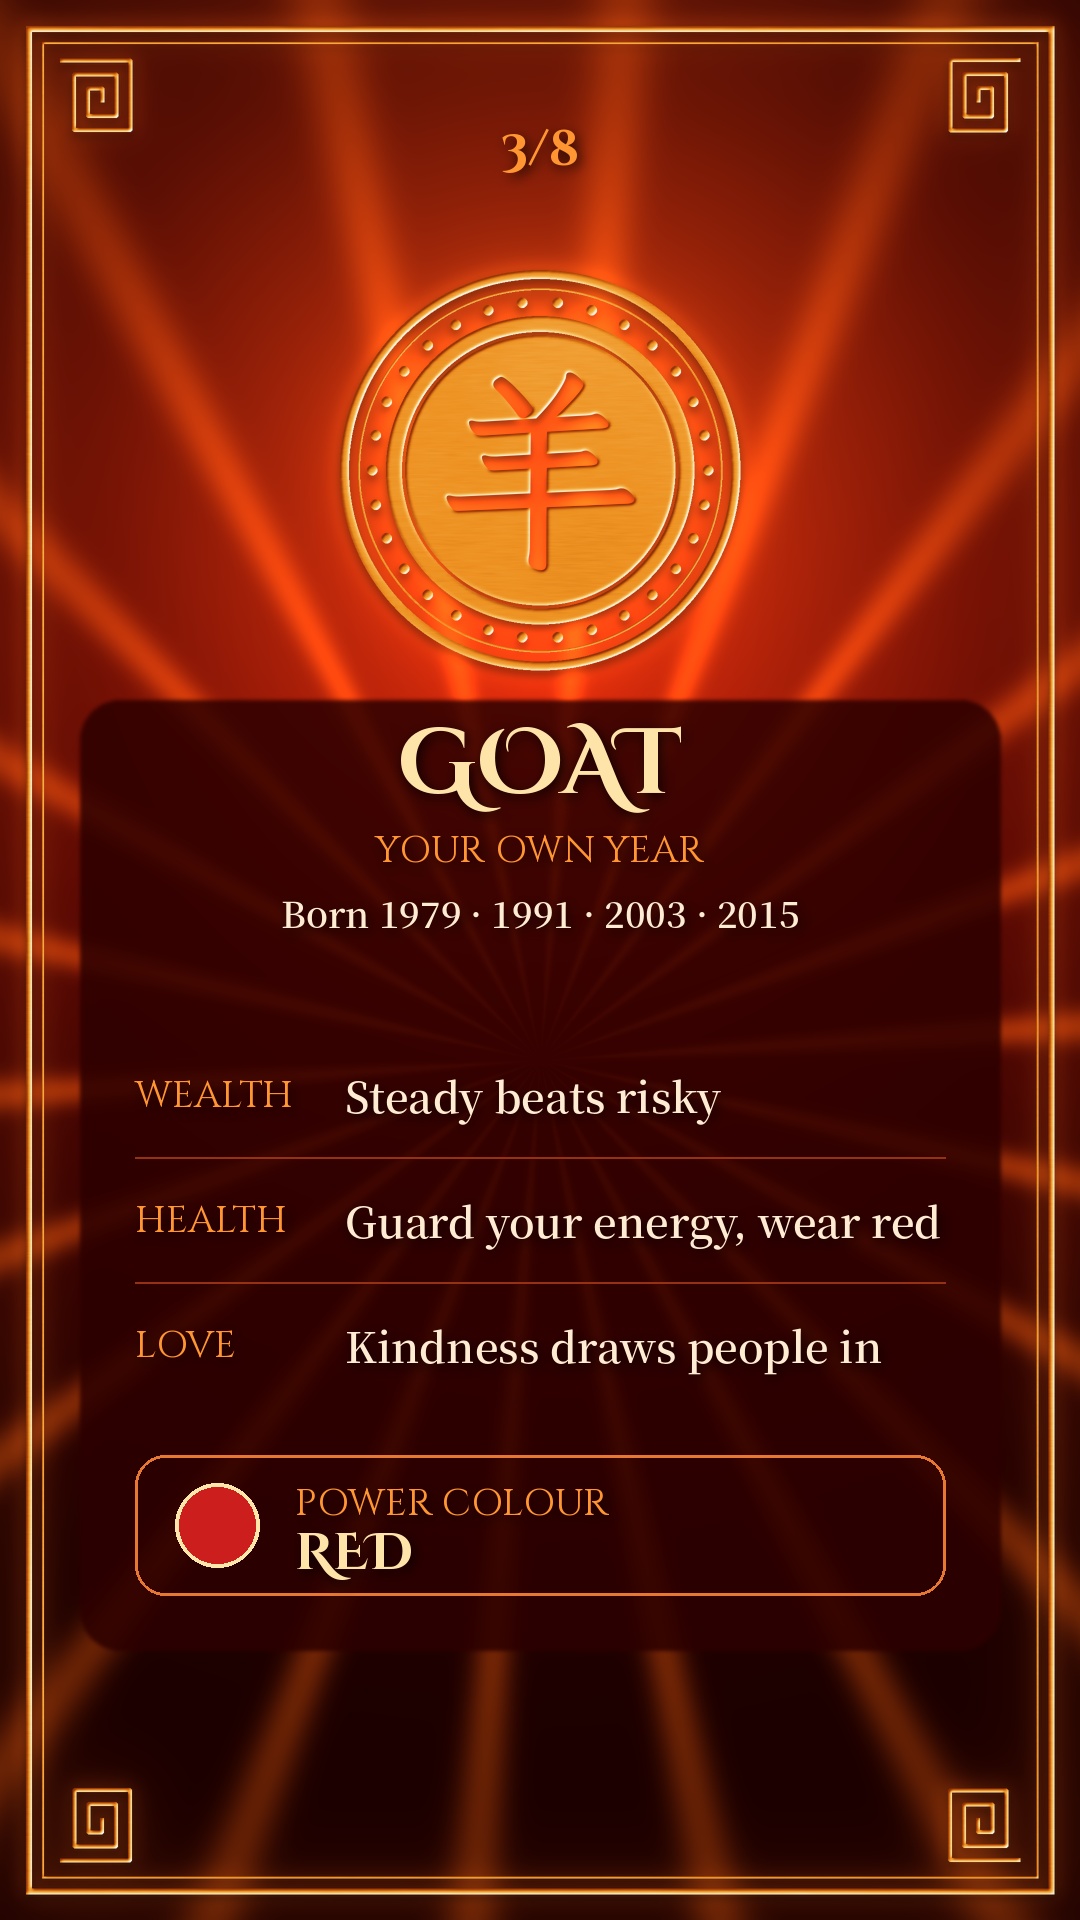 3/8
羊
GOAT
YOUR OWN YEAR
Born 1979 · 1991 · 2003 · 2015
WEALTH Steady beats risky
HEALTH Guard your energy, wear red
LOVE Kindness draws people in
POWER COLOUR
RED